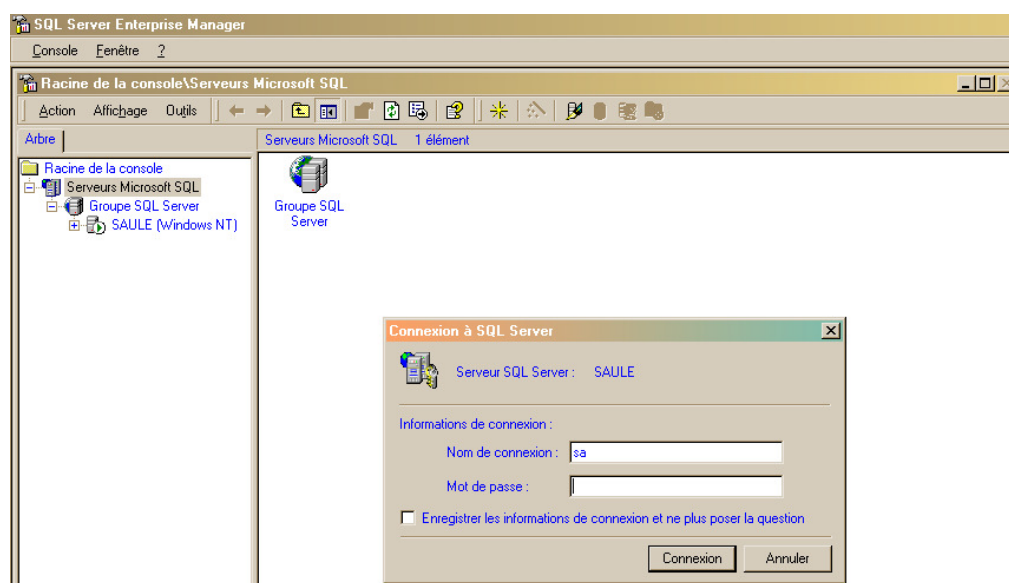 SQL Server Enterprise Manager
Console Fenêtre ?
Racine de la console\Serveurs Microsoft SQL
Action Affichage Outils
Arbre
Serveurs Microsoft SQL 1 élément
Racine de la console
Serveurs Microsoft SQL
Groupe SQL Server
SAULE (Windows NT)
Groupe SQL
Server
Connexion à SQL Server
Serveur SQL Server : SAULE
Informations de connexion :
Nom de connexion : sa
Mot de passe :
Enregistrer les informations de connexion et ne plus poser la question
Connexion Annuler